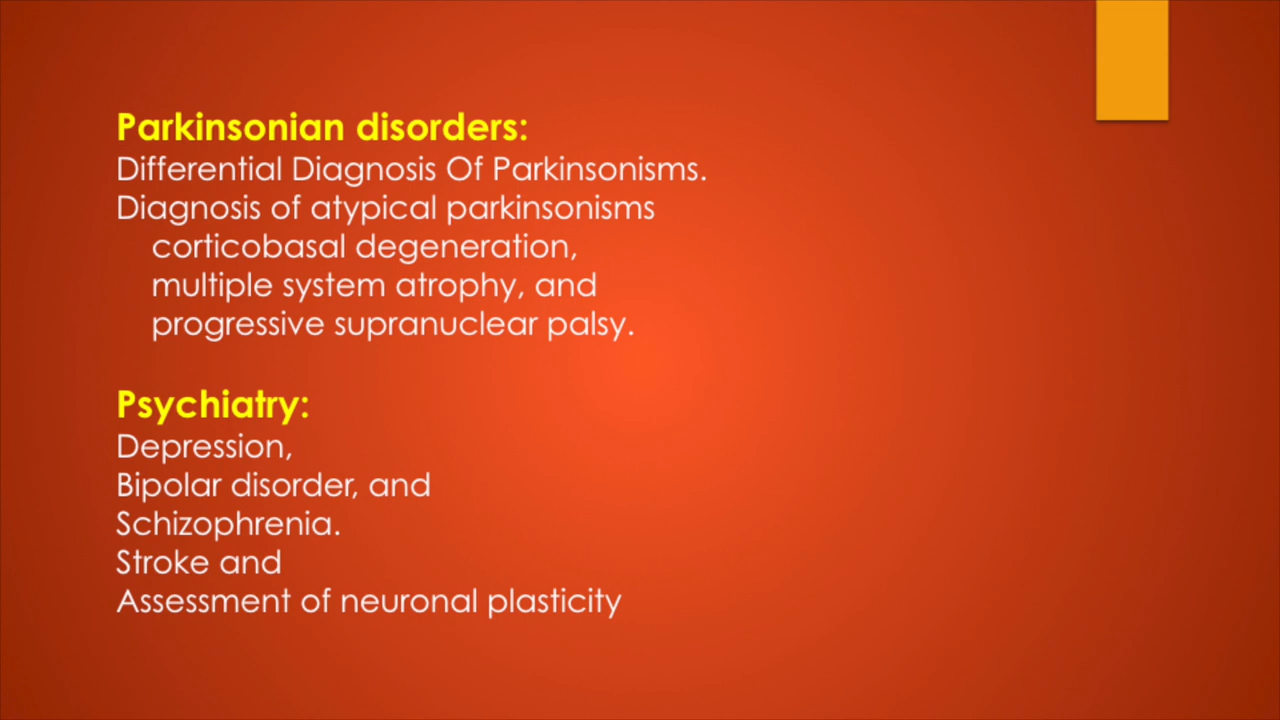 Parkinsonian disorders:
Differential Diagnosis Of Parkinsonisms.
Diagnosis of atypical parkinsonisms
corticobasal degeneration,
multiple system atrophy, and
progressive supranuclear palsy.
Psychiatry:
Depression,
Bipolar disorder, and
Schizophrenia.
Stroke and
Assessment of neuronal plasticity